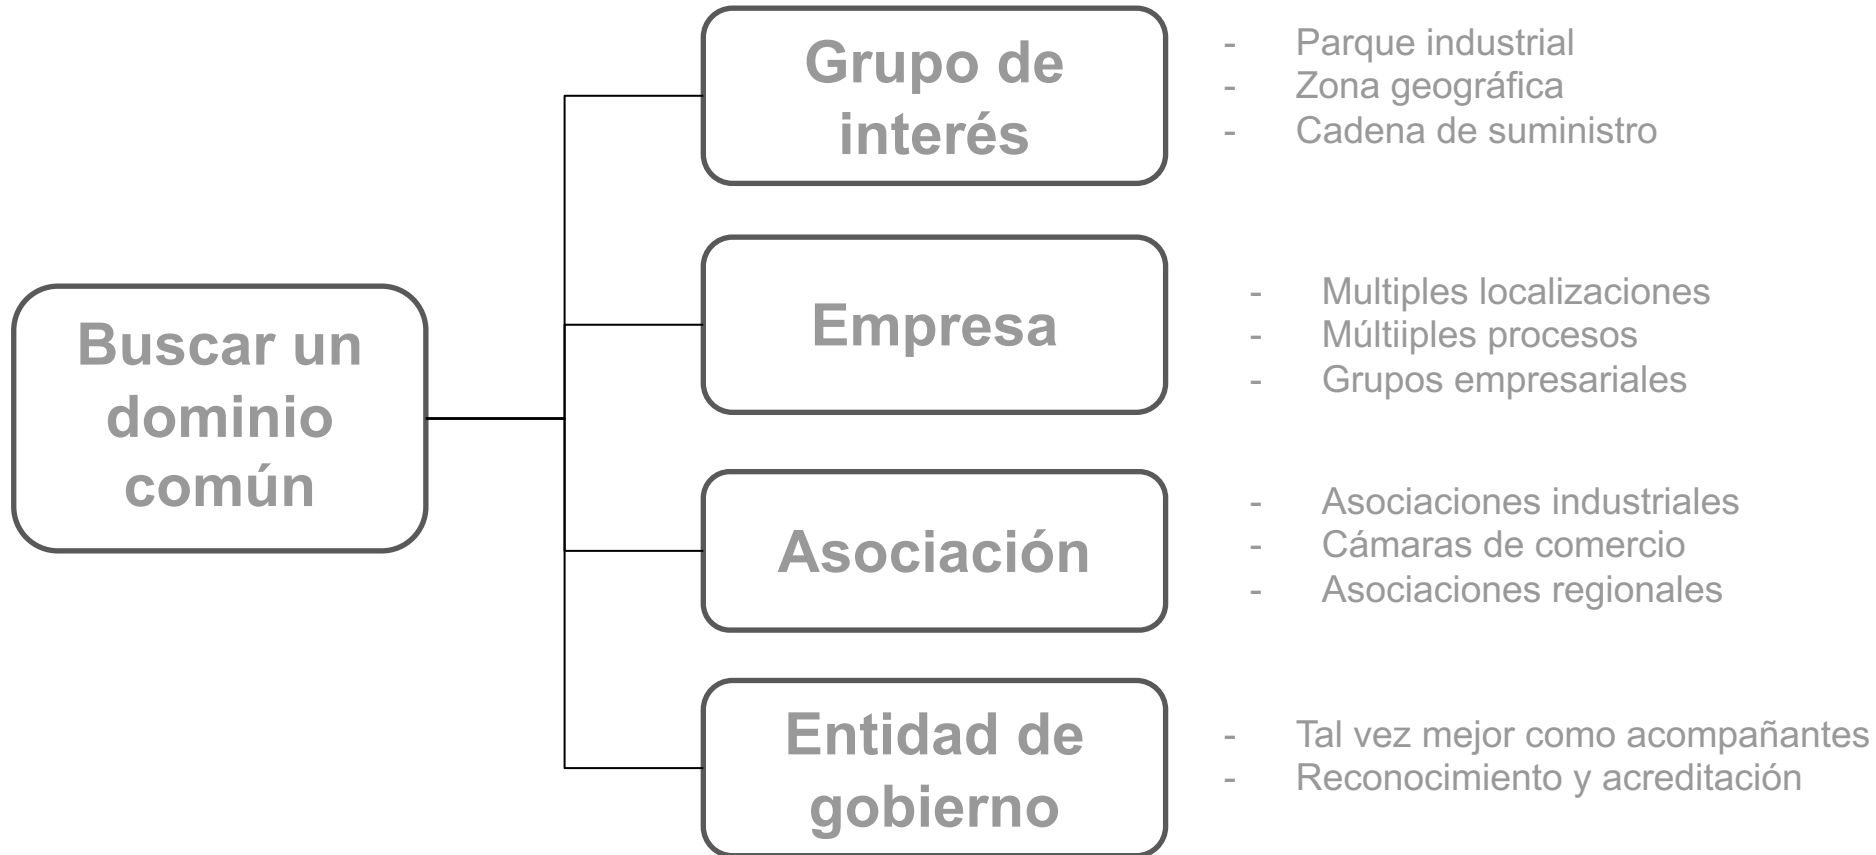 Buscar un
dominio
común
Grupo de
interés
- Parque industrial
- Zona geográfica
- Cadena de suministro
Empresa
- Multiples localizaciones
- Múltiiples procesos
- Grupos empresariales
Asociación
- Asociaciones industriales
- Cámaras de comercio
- Asociaciones regionales
Entidad de
gobierno
- Tal vez mejor como acompañantes
- Reconocimiento y acreditación